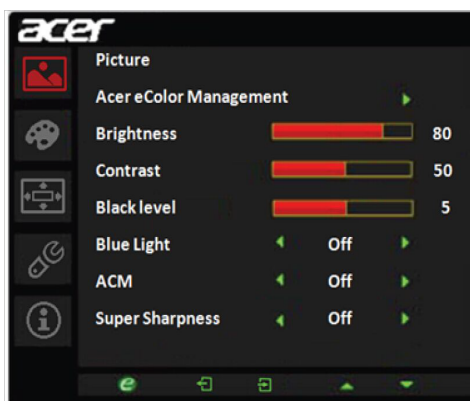 acer
Picture
Acer eColor Management
Brightness 80
Contrast 50
Black level 5
Blue Light Off
ACM Off
Super Sharpness Off
e